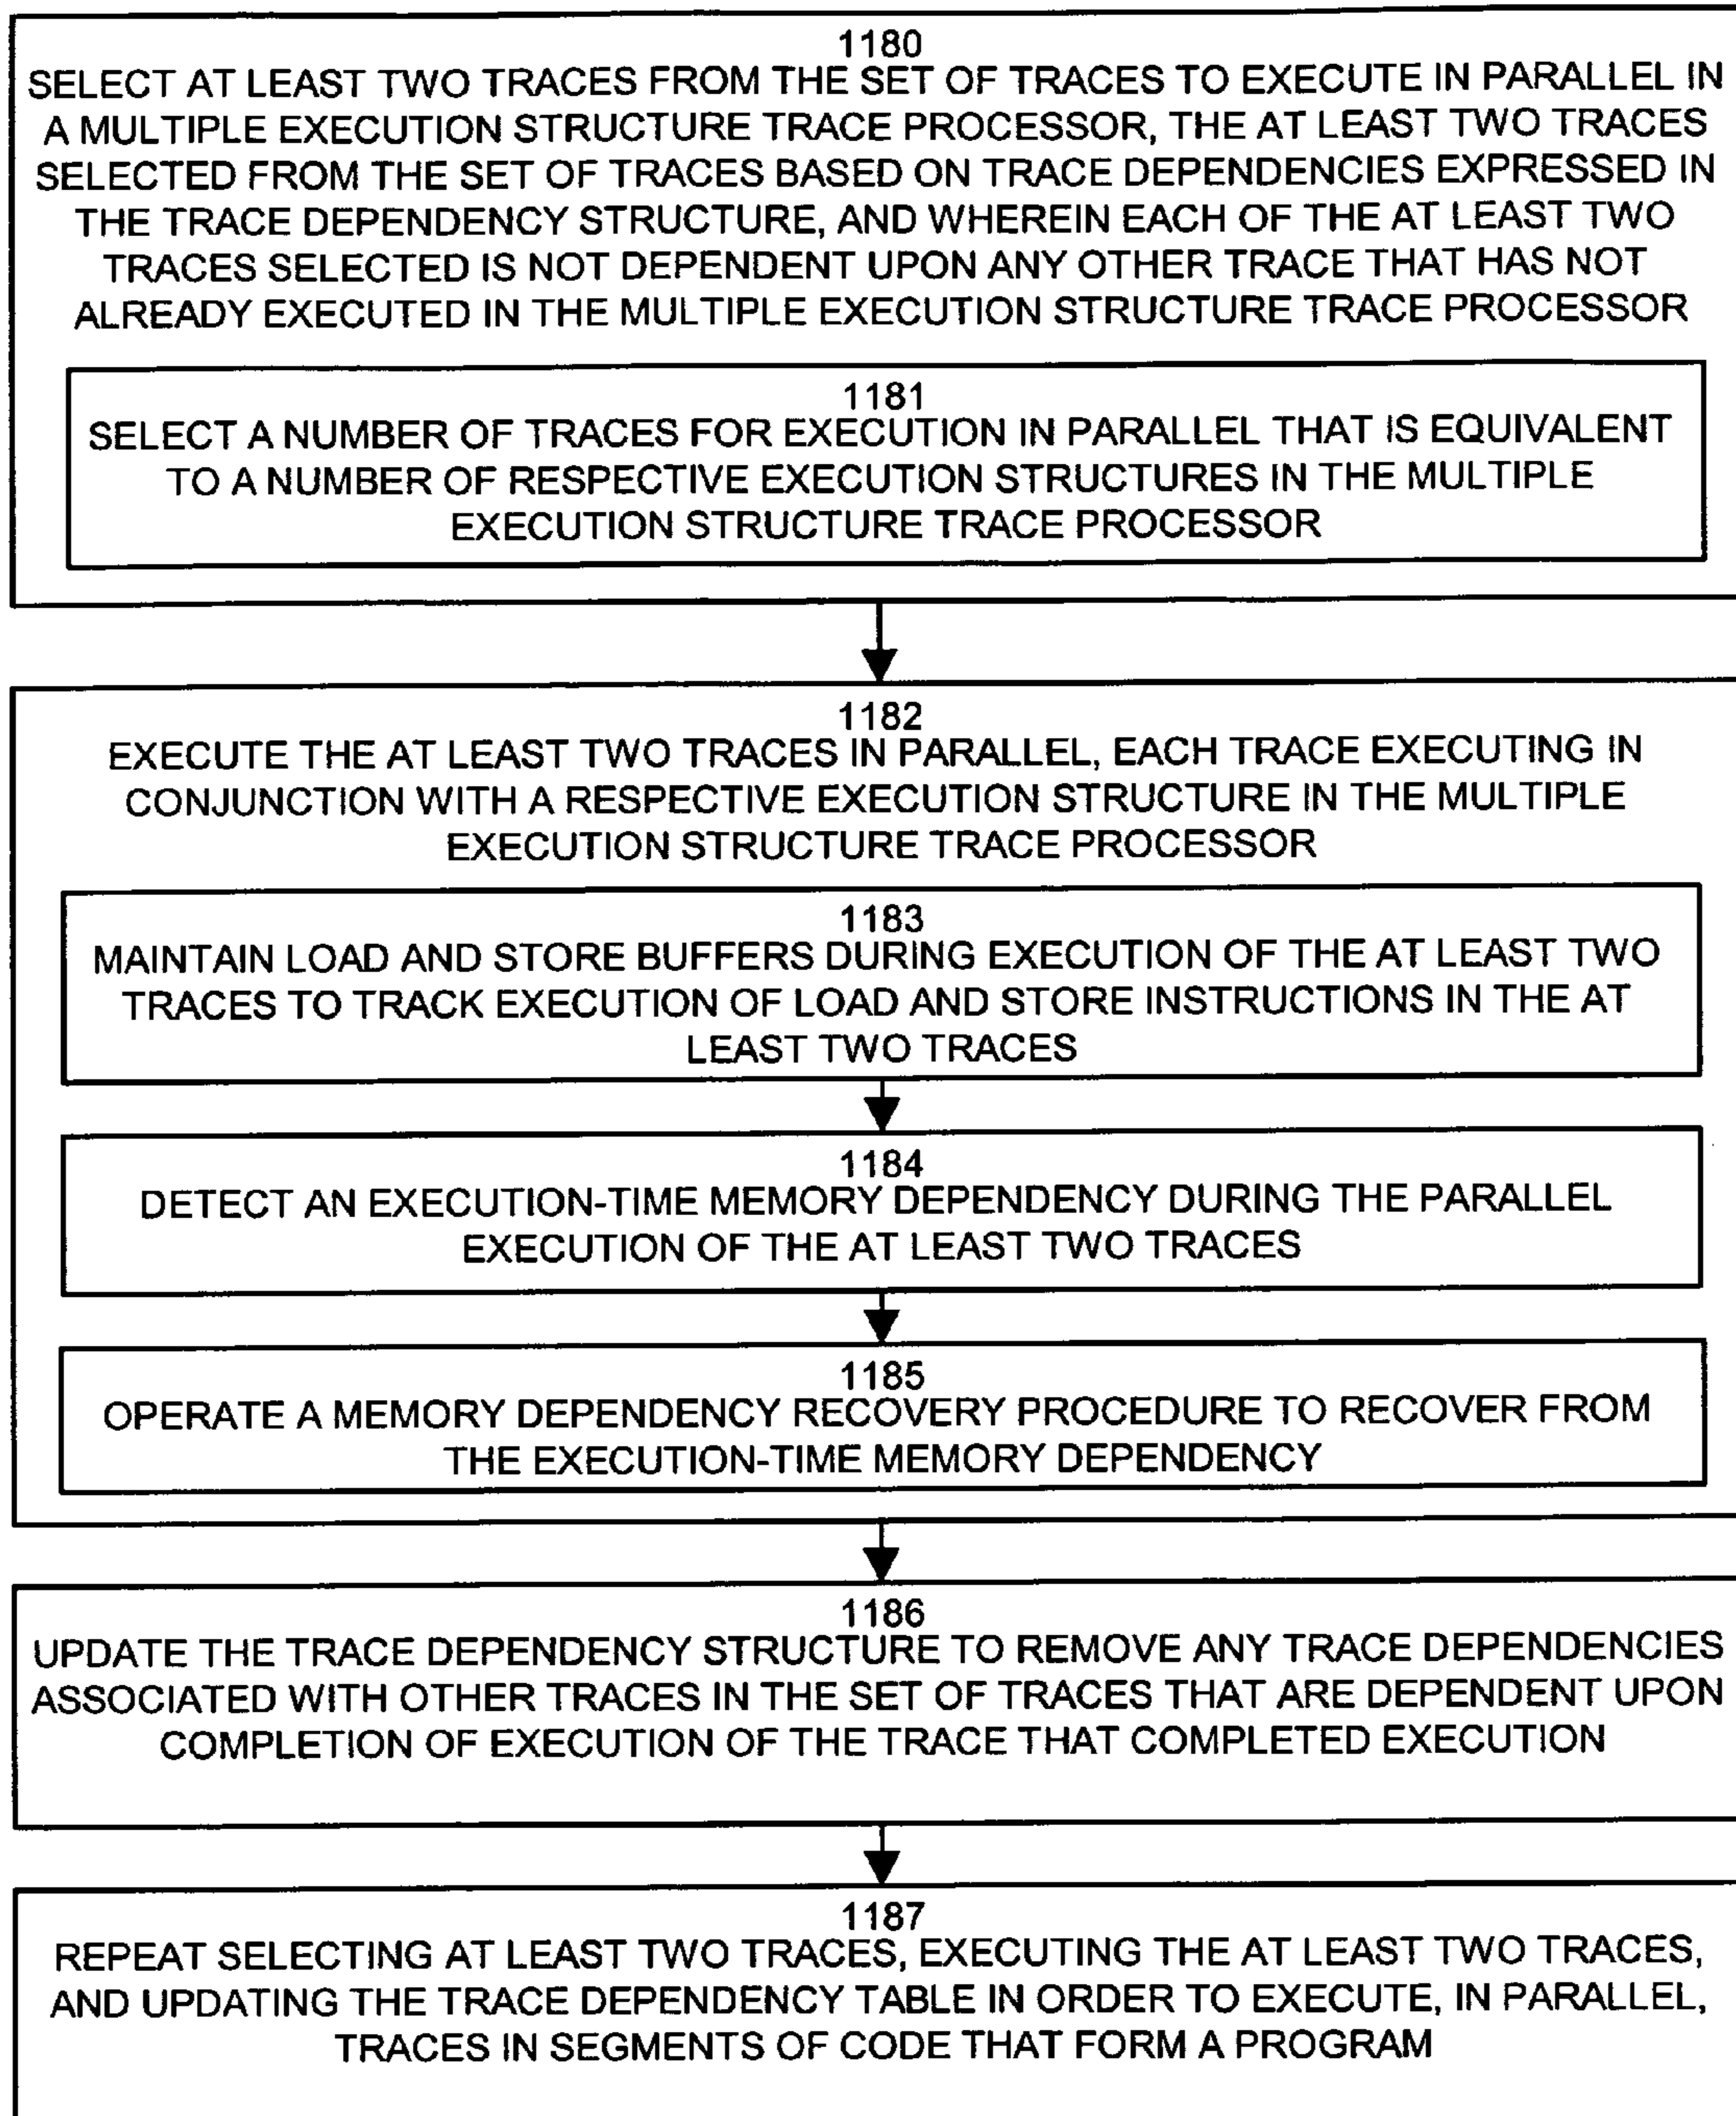 1180
SELECT AT LEAST TWO TRACES FROM THE SET OF TRACES TO EXECUTE IN PARALLEL IN
A MULTIPLE EXECUTION STRUCTURE TRACE PROCESSOR, THE AT LEAST TWO TRACES
SELECTED FROM THE SET OF TRACES BASED ON TRACE DEPENDENCIES EXPRESSED IN
THE TRACE DEPENDENCY STRUCTURE, AND WHEREIN EACH OF THE AT LEAST TWO
TRACES SELECTED IS NOT DEPENDENT UPON ANY OTHER TRACE THAT HAS NOT
ALREADY EXECUTED IN THE MULTIPLE EXECUTION STRUCTURE TRACE PROCESSOR
1181
SELECT A NUMBER OF TRACES FOR EXECUTION IN PARALLEL THAT IS EQUIVALENT
TO A NUMBER OF RESPECTIVE EXECUTION STRUCTURES IN THE MULTIPLE
EXECUTION STRUCTURE TRACE PROCESSOR
1182
EXECUTE THE AT LEAST TWO TRACES IN PARALLEL, EACH TRACE EXECUTING IN
CONJUNCTION WITH A RESPECTIVE EXECUTION STRUCTURE IN THE MULTIPLE
EXECUTION STRUCTURE TRACE PROCESSOR
1183
MAINTAIN LOAD AND STORE BUFFERS DURING EXECUTION OF THE AT LEAST TWO
TRACES TO TRACK EXECUTION OF LOAD AND STORE INSTRUCTIONS IN THE AT
LEAST TWO TRACES
1184
DETECT AN EXECUTION-TIME MEMORY DEPENDENCY DURING THE PARALLEL
EXECUTION OF THE AT LEAST TWO TRACES
1185
OPERATE A MEMORY DEPENDENCY RECOVERY PROCEDURE TO RECOVER FROM
THE EXECUTION-TIME MEMORY DEPENDENCY
1186
UPDATE THE TRACE DEPENDENCY STRUCTURE TO REMOVE ANY TRACE DEPENDENCIES
ASSOCIATED WITH OTHER TRACES IN THE SET OF TRACES THAT ARE DEPENDENT UPON
COMPLETION OF EXECUTION OF THE TRACE THAT COMPLETED EXECUTION
1187
REPEAT SELECTING AT LEAST TWO TRACES, EXECUTING THE AT LEAST TWO TRACES,
AND UPDATING THE TRACE DEPENDENCY TABLE IN ORDER TO EXECUTE, IN PARALLEL,
TRACES IN SEGMENTS OF CODE THAT FORM A PROGRAM